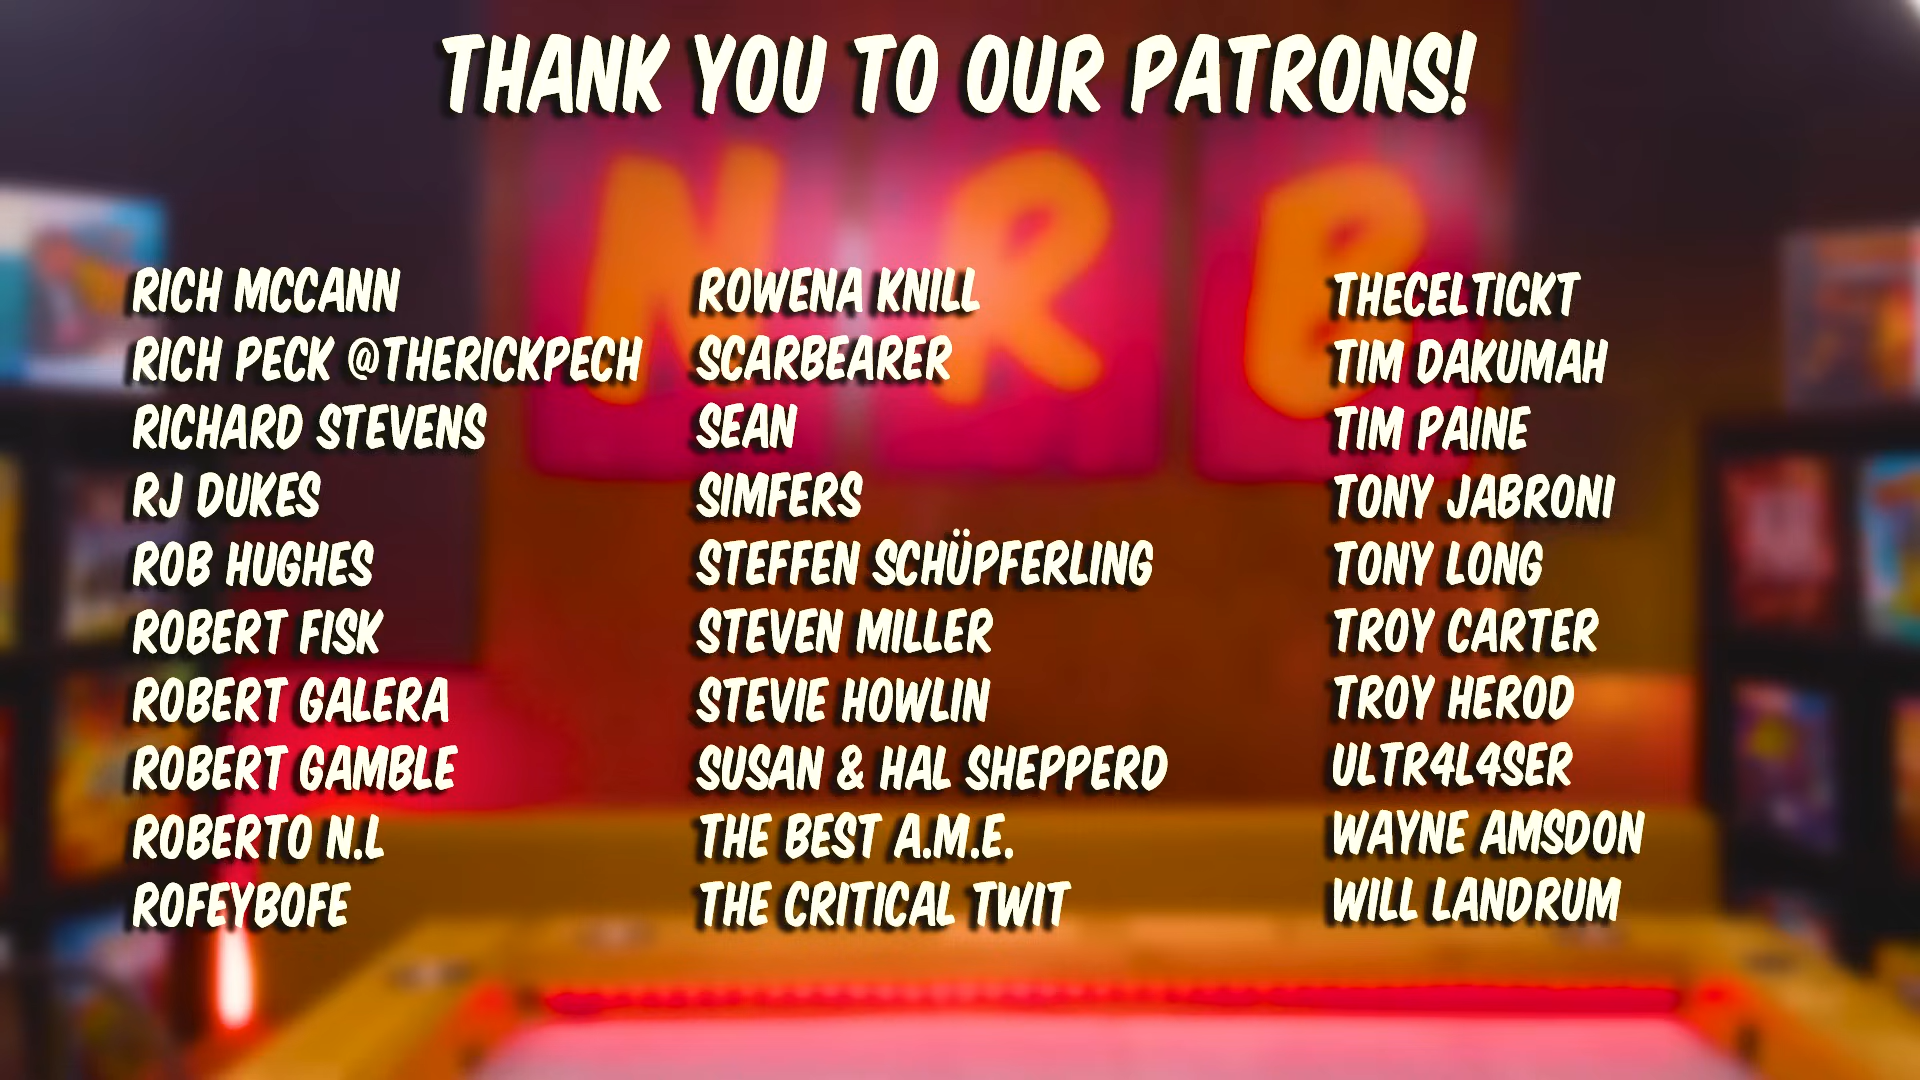 THANK YOU TO OUR PATRONS!
N R B
RICH MCCANN
RICH PECK @THERICKPECH
RICHARD STEVENS
RJ DUKES
ROB HUGHES
ROBERT FISK
ROBERT GALERA
ROBERT GAMBLE
ROBERTO N.L
ROFEYBOFE
ROWENA KNILL
SCARBEARER
SEAN
SIMFERS
STEFFEN SCHÜPFERLING
STEVEN MILLER
STEVIE HOWLIN
SUSAN & HAL SHEPPERD
THE BEST A.M.E.
THE CRITICAL TWIT
THECELTICKT
TIM DAKUMAH
TIM PAINE
TONY JABRONI
TONY LONG
TROY CARTER
TROY HEROD
ULTR4L4SER
WAYNE AMSDON
WILL LANDRUM